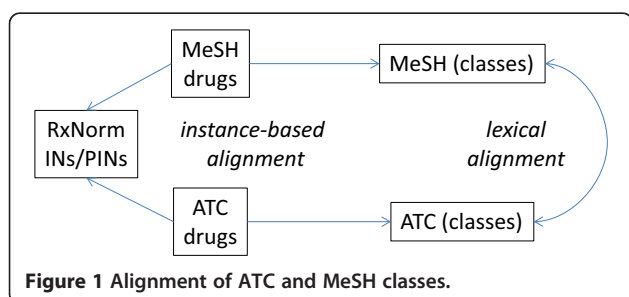 MeSH
drugs
MeSH (classes)
RxNorm
INs/PINs
instance-based
alignment
lexical
alignment
ATC
drugs
ATC (classes)
Figure 1 Alignment of ATC and MeSH classes.